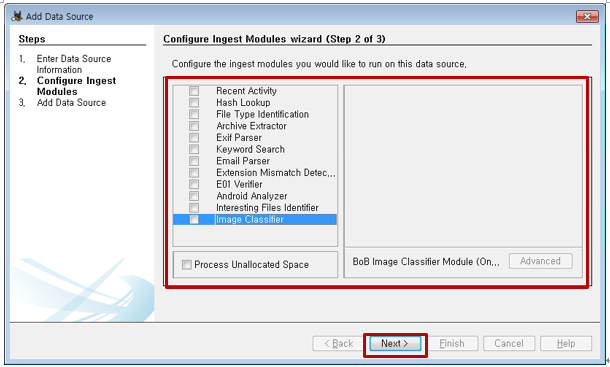 Add Data Source
Steps
1. Enter Data Source
Information
2. Configure Ingest
Modules
3. Add Data Source
Configure Ingest Modules wizard (Step 2 of 3)
Configure the ingest modules you would like to run on this data source.
Recent Activity
Hash Lookup
File Type Identification
Archive Extractor
Exif Parser
Keyword Search
Email Parser
Extension Mismatch Detec...
E01 Verifier
Android Analyzer
Interesting Files Identifier
Image Classifier
Process Unallocated Space
BoB Image Classifier Module (On...
Advanced
< Back
Next >
Finish
Cancel
Help